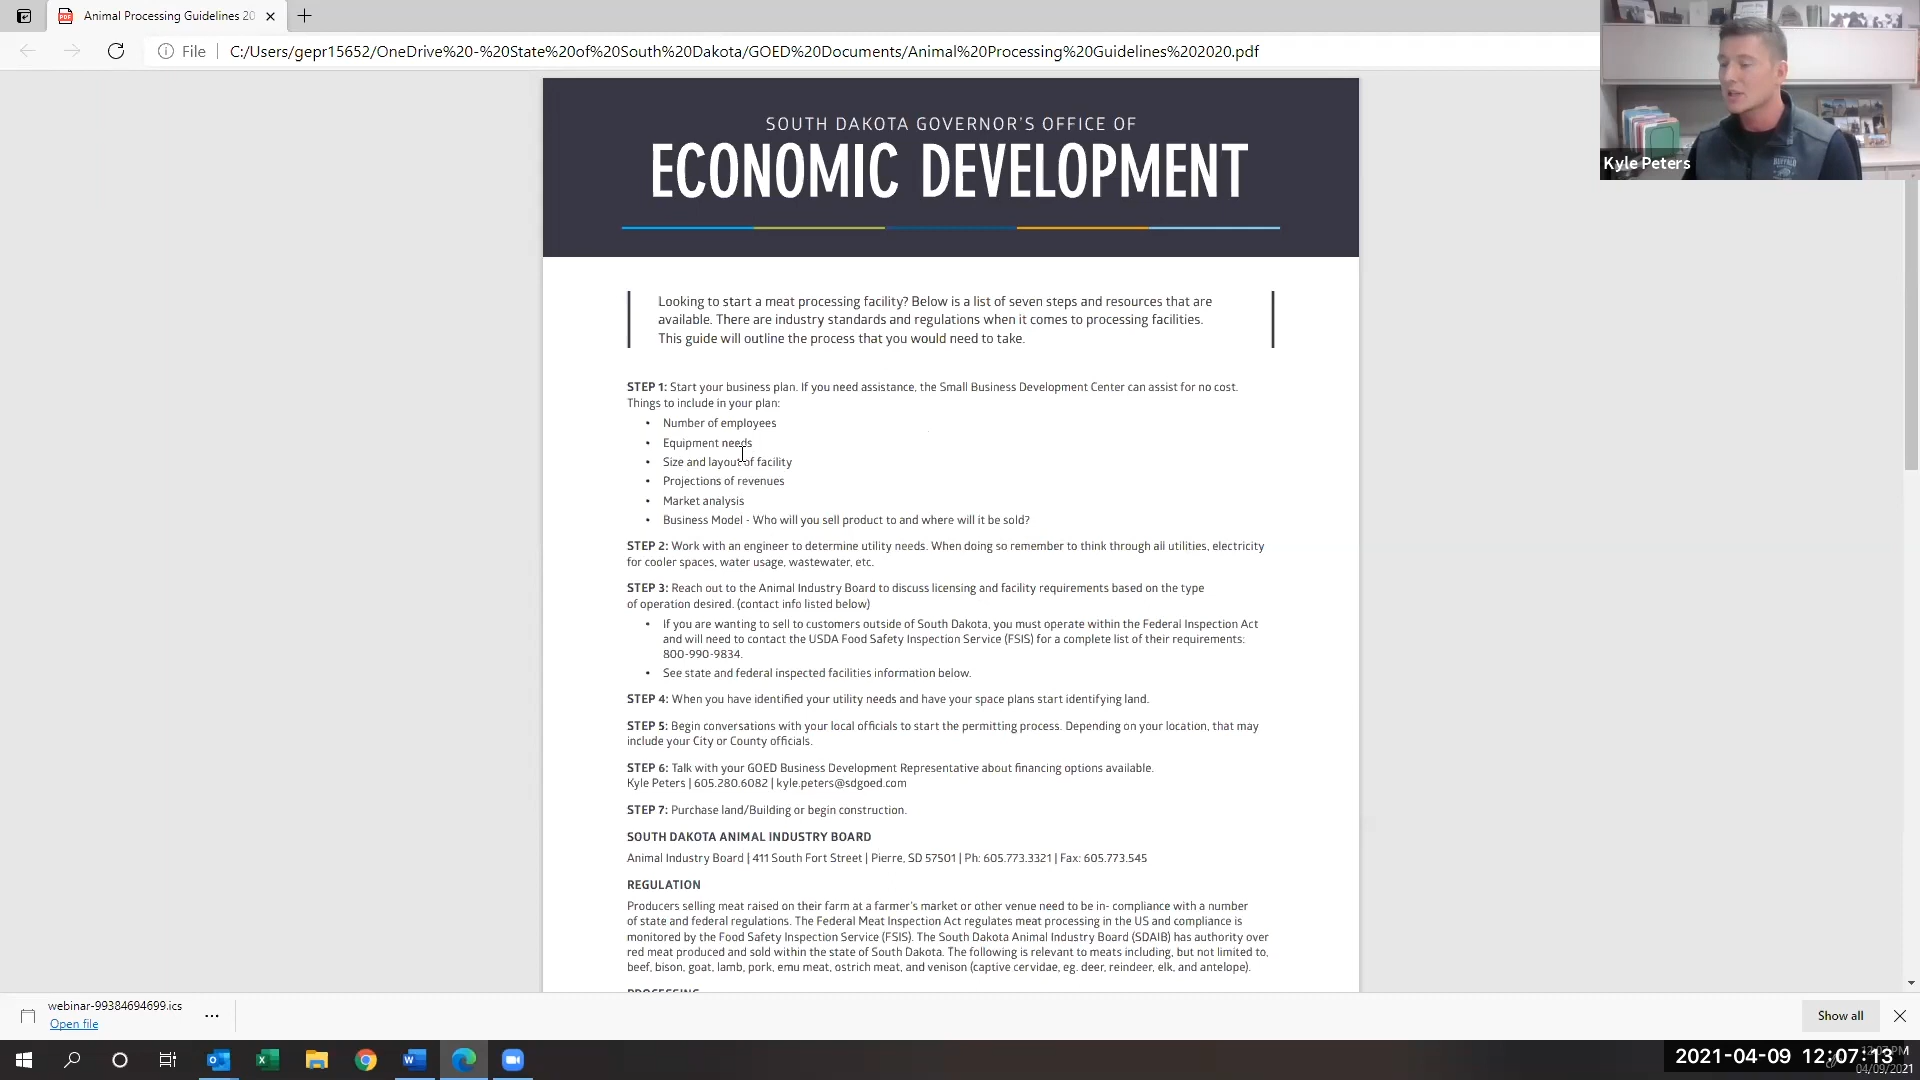 Animal Processing Guidelines 20
File
C:/Users/gepr15652/OneDrive%20-%20State%20of%20South%20Dakota/GOED%20Documents/Animal%20Processing%20Guidelines%202020.pdf
Kyle Peters
SOUTH DAKOTA GOVERNOR'S OFFICE OF
ECONOMIC DEVELOPMENT
Looking to start a meat processing facility? Below is a list of seven steps and resources that are
available. There are industry standards and regulations when it comes to processing facilities.
This guide will outline the process that you would need to take.
STEP 1: Start your business plan. If you need assistance, the Small Business Development Center can assist for no cost.
Things to include in your plan:
• Number of employees
• Equipment needs
• Size and layout of facility
• Projections of revenues
• Market analysis
• Business Model - Who will you sell product to and where will it be sold?
STEP 2: Work with an engineer to determine utility needs. When doing so remember to think through all utilities, electricity
for cooler spaces, water usage, wastewater, etc.
STEP 3: Reach out to the Animal Industry Board to discuss licensing and facility requirements based on the type
of operation desired. (contact info listed below)
• If you are wanting to sell to customers outside of South Dakota, you must operate within the Federal Inspection Act
and will need to contact the USDA Food Safety Inspection Service (FSIS) for a complete list of their requirements:
800-990-9834.
• See state and federal inspected facilities information below.
STEP 4: When you have identified your utility needs and have your space plans start identifying land.
STEP 5: Begin conversations with your local officials to start the permitting process. Depending on your location, that may
include your City or County officials.
STEP 6: Talk with your GOED Business Development Representative about financing options available.
Kyle Peters | 605.280.6082 | kyle.peters@sdgoed.com
STEP 7: Purchase land/Building or begin construction.
SOUTH DAKOTA ANIMAL INDUSTRY BOARD
Animal Industry Board | 411 South Fort Street | Pierre, SD 57501 | Ph: 605.773.3321 | Fax: 605.773.545
REGULATION
Producers selling meat raised on their farm at a farmer's market or other venue need to be in- compliance with a number
of state and federal regulations. The Federal Meat Inspection Act regulates meat processing in the US and compliance is
monitored by the Food Safety Inspection Service (FSIS). The South Dakota Animal Industry Board (SDAIB) has authority over
red meat produced and sold within the state of South Dakota. The following is relevant to meats including, but not limited to,
beef, bison, goat, lamb, pork, emu meat, ostrich meat, and venison (captive cervidae, eg. deer, reindeer, elk, and antelope).
PROCESSING
webinar-99384694699.ics
Open file
Show all
2021-04-09 12:07:13
04/09/2021